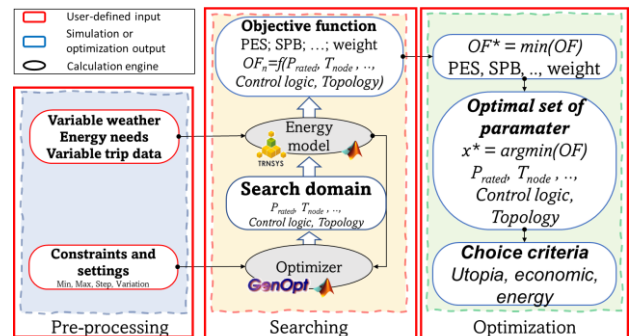 User-defined input
Simulation or
optimization output
Calculation engine
Variable weather
Energy needs
Variable trip data
Constraints and
settings
Min, Max, Step, Variation
Pre-processing
Objective function
PES; SPB; ...; weight
OFn=f(Prated, Tnode , ..,
Control logic, Topology)
Energy
model
TRNSYS
Search domain
Prated, Tnode , ..,
Control logic, Topology
Optimizer
GenOpt
Searching
OF* = min(OF)
PES, SPB, .., weight
Optimal set of
paramater
x* = argmin(OF)
Prated, Tnode , ..,
Control logic,
Topology
Choice criteria
Utopia, economic,
energy
Optimization